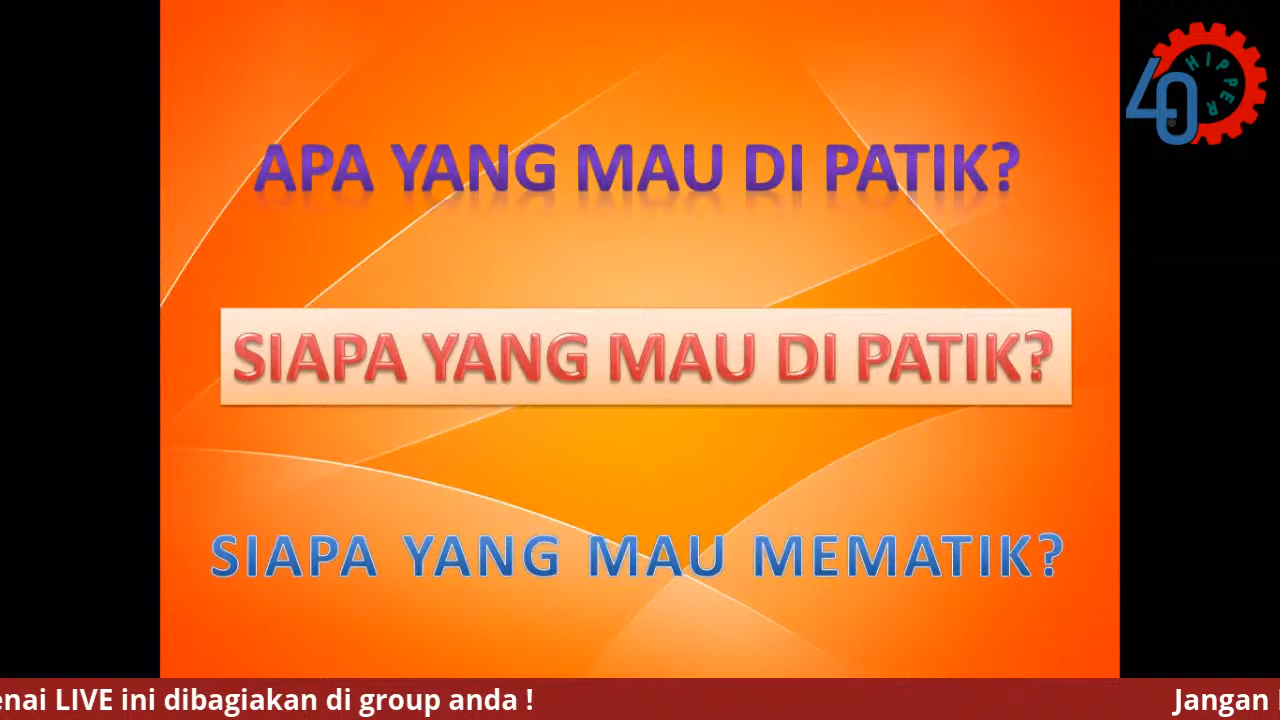 40
HIPPER
APA YANG MAU DI PATIK?
SIAPA YANG MAU DI PATIK?
SIAPA YANG MAU MEMATIK?
enai LIVE ini dibagiakan di group anda !
Jangan